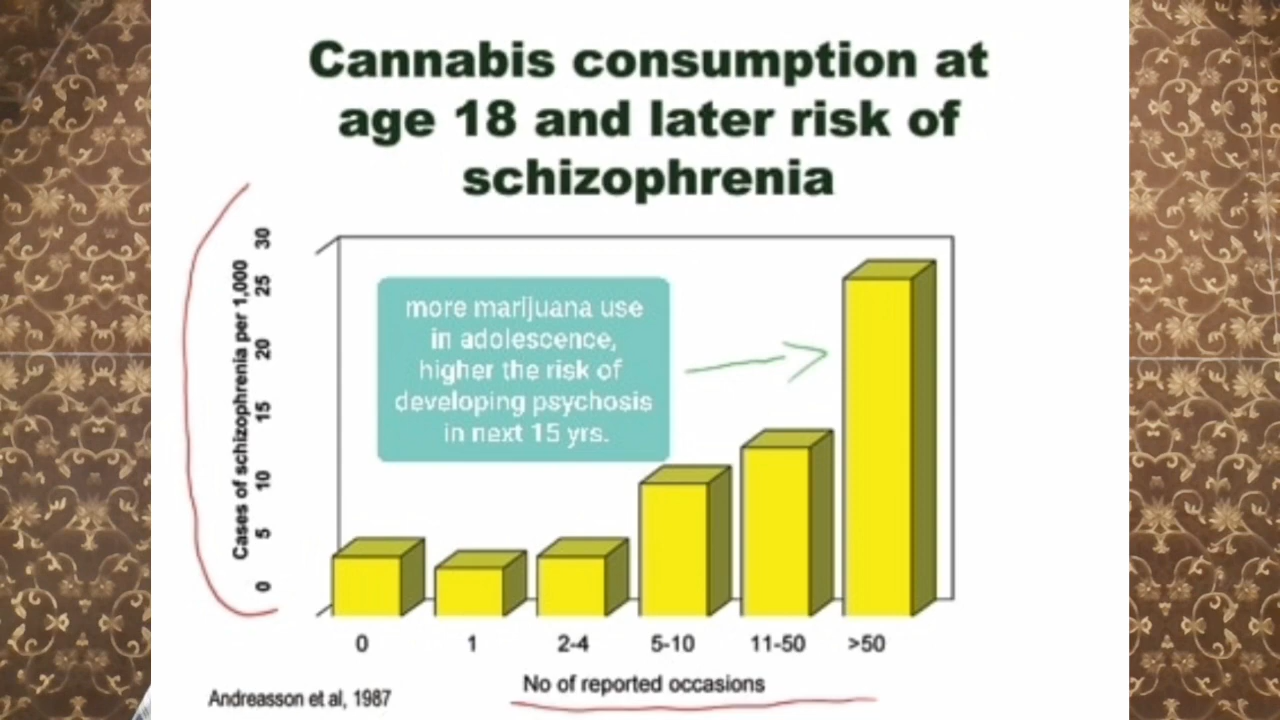 Cannabis consumption at
age 18 and later risk of
schizophrenia
Cases of schizophrenia per 1,000
30
25
20
15
10
5
0
more marijuana use
in adolescence,
higher the risk of
developing psychosis
in next 15 yrs.
0 1 2-4 5-10 11-50 >50
No of reported occasions
Andreasson et al, 1987